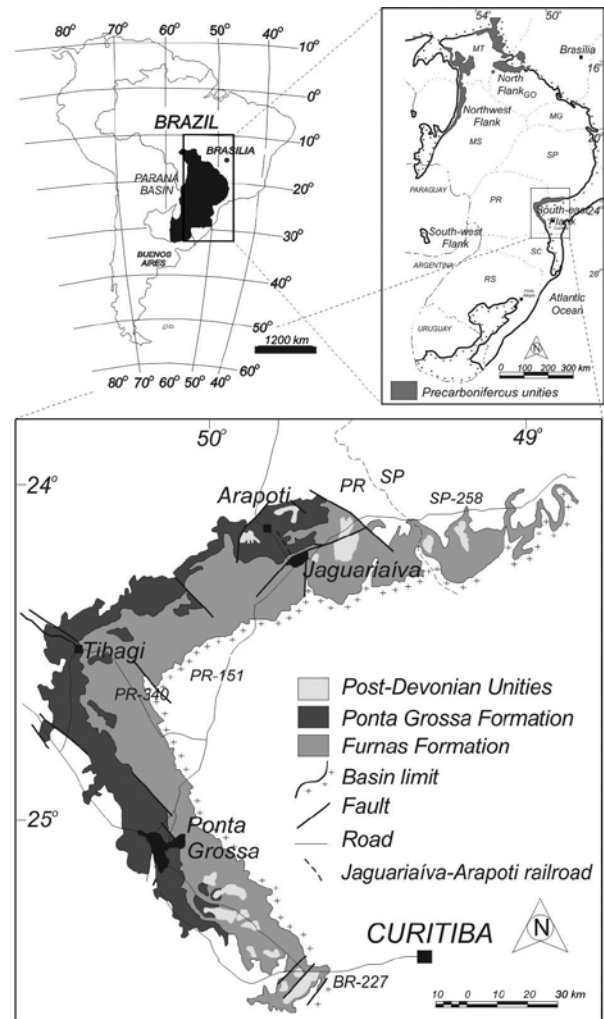 80° 70° 60° 50° 40° 30° 10°
0°
10°
20°
30°
50°
60°
80° 70° 60° 50° 40°
BRAZIL
BRASILIA
PARANA
BASIN
BUENOS
AIRES
1200 km
54° 50°
MT
Brasilia
16°
North
Flank
GO
Northwest
Flank
MG
MS
SP
PARAGUAY
PR
South-east
Flank
24°
South-west
Flank
SC
ARGENTINA
28°
RS
Atlantic
Ocean
URUGUAY
N
0 100 200 300 km
Precarbonifercus unities
50° 49°
24°
Arapoti
PR
SP
SP-258
Jaguariaíva
Tibagi
PR-340
PR-151
Post-Devonian Unities
Ponta Grossa Formation
Furnas Formation
Basin limit
Fault
Road
Jaguariaíva-Arapoti railroad
25°
Ponta
Grossa
CURITIBA
N
BR-227
10 0 10 20 30 km